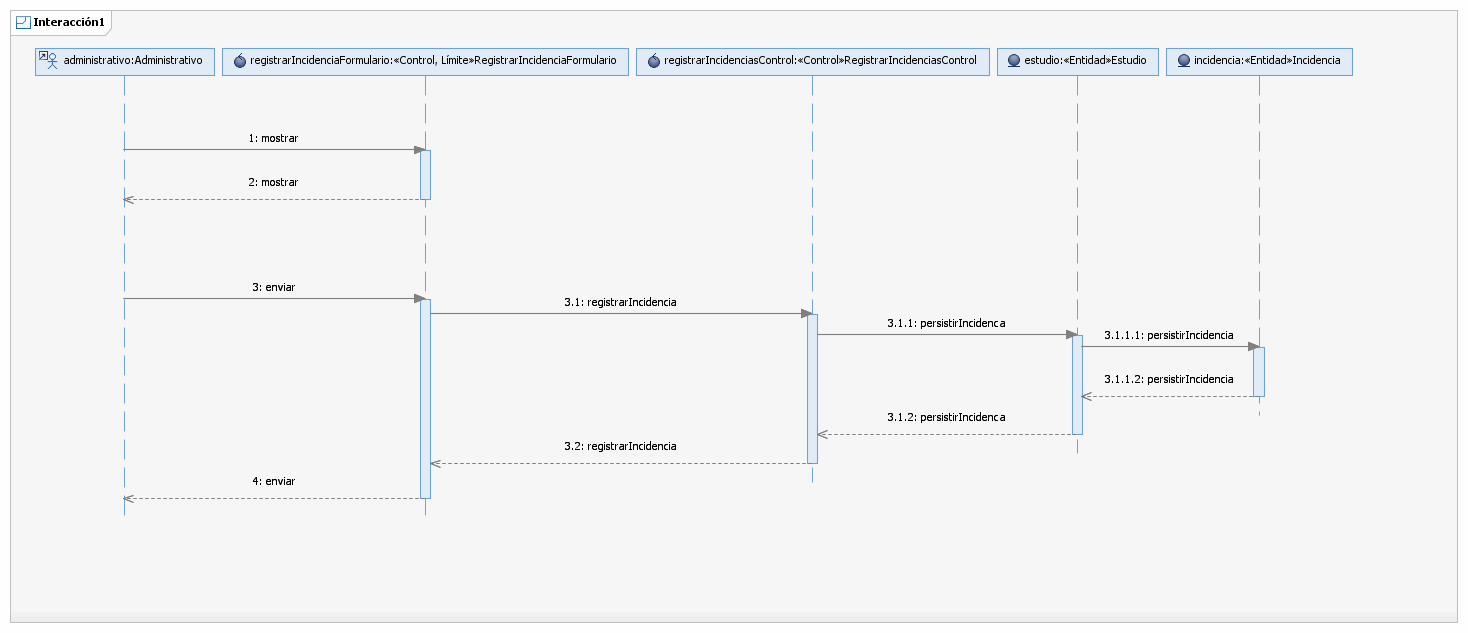 Interacción1
administrativo:Administrativo
registrarIncidenciaFormulario:«Control, Límite»RegistrarIncidenciaFormulario
registrarIncidenciasControl:«Control»RegistrarIncidenciasControl
estudio:«Entidad»Estudio
incidencia:«Entidad»Incidencia
1: mostrar
2: mostrar
3: enviar
3.1: registrarIncidencia
3.1.1: persistirIncidenca
3.1.1.1: persistirIncidencia
3.1.1.2: persistirIncidencia
3.1.2: persistirIncidenca
3.2: registrarIncidencia
4: enviar